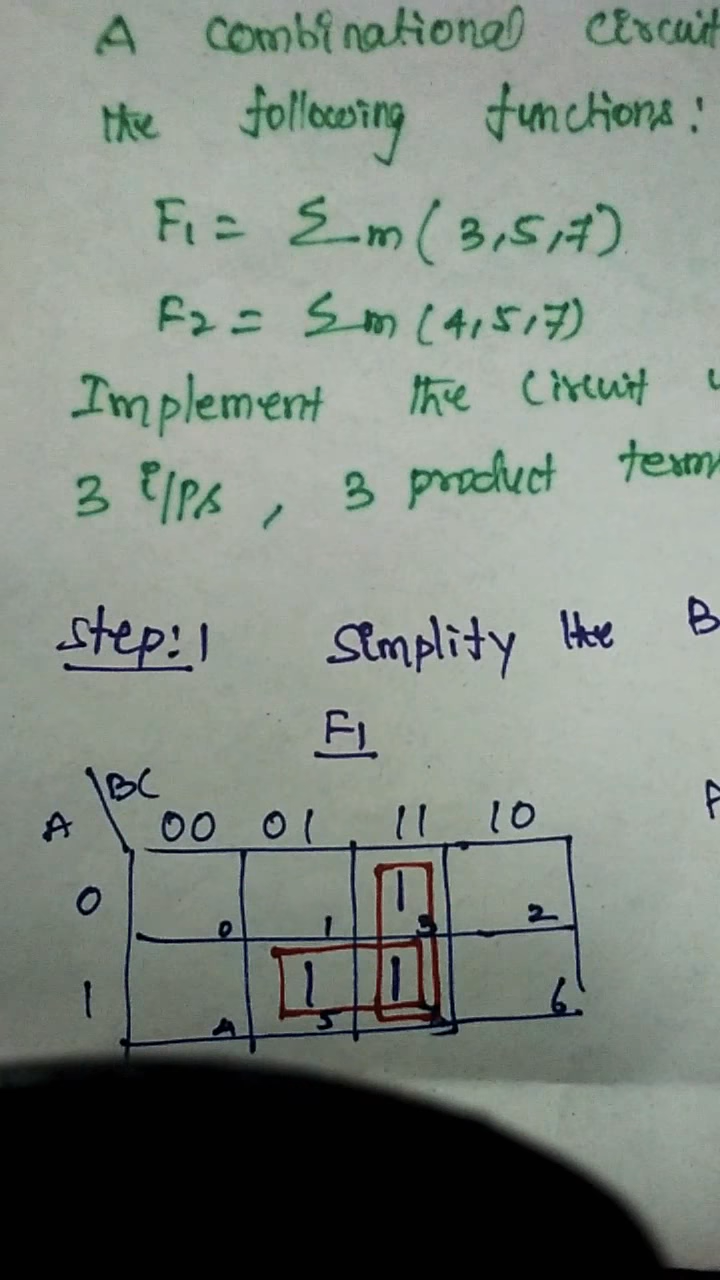 A combinational circuit
the following functions:
F1 = Σm(3,5,7)
F2 = Σm(4,5,7)
Implement the circuit
3 i/ps, 3 product term
Step:1 Simplify the B
F1
A \ BC 00 01 11 10
0 1 0 1 3 2
1 1 1 4 5 7 6